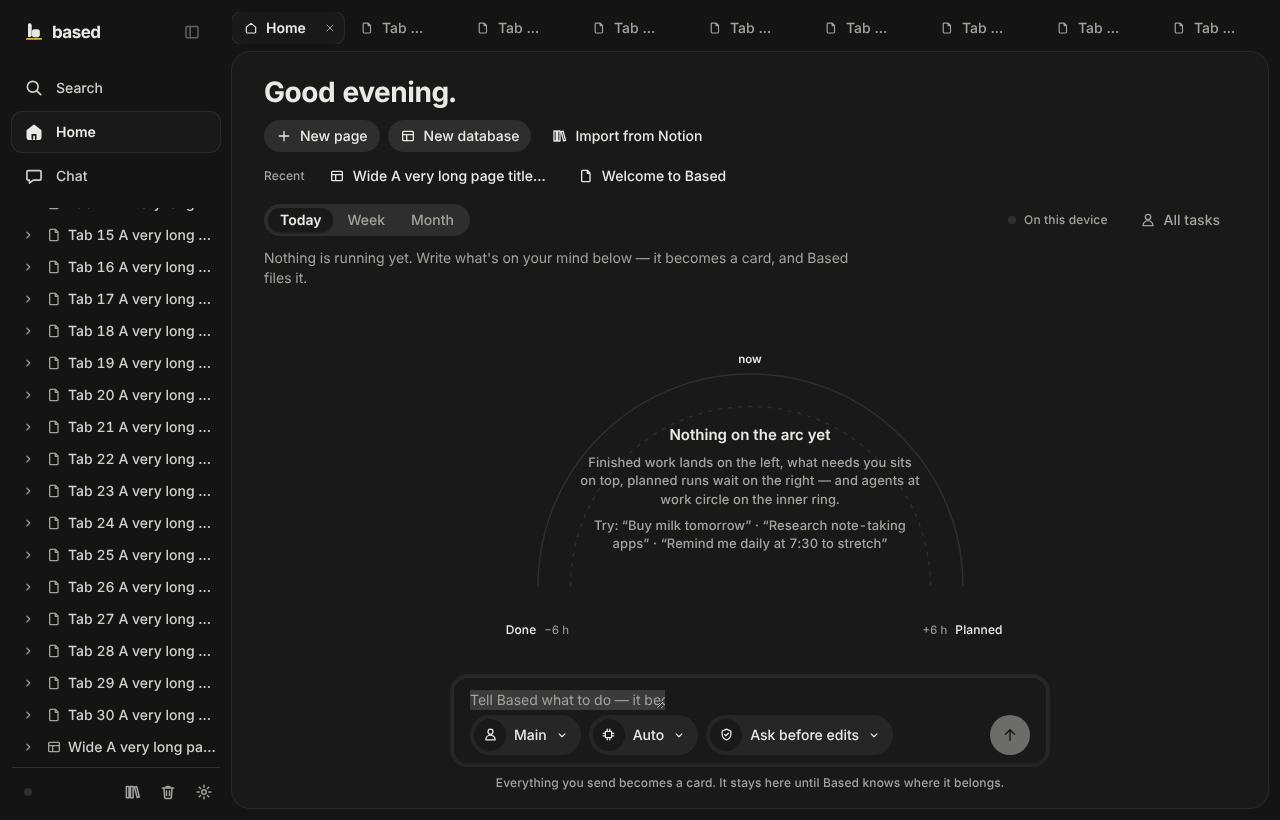 based
Home
Tab ...
Tab ...
Tab ...
Tab ...
Tab ...
Tab ...
Tab ...
Tab ...
Search
Home
Chat
Tab 15 A very long ...
Tab 16 A very long ...
Tab 17 A very long ...
Tab 18 A very long ...
Tab 19 A very long ...
Tab 20 A very long ...
Tab 21 A very long ...
Tab 22 A very long ...
Tab 23 A very long ...
Tab 24 A very long ...
Tab 25 A very long ...
Tab 26 A very long ...
Tab 27 A very long ...
Tab 28 A very long ...
Tab 29 A very long ...
Tab 30 A very long ...
Wide A very long pa...
Good evening.
New page
New database
Import from Notion
Recent
Wide A very long page title...
Welcome to Based
Today
Week
Month
On this device
All tasks
Nothing is running yet. Write what's on your mind below — it becomes a card, and Based
files it.
now
Nothing on the arc yet
Finished work lands on the left, what needs you sits
on top, planned runs wait on the right — and agents at
work circle on the inner ring.
Try: “Buy milk tomorrow” · “Research note-taking
apps” · “Remind me daily at 7:30 to stretch”
Done −6 h
+6 h Planned
Tell Based what to do — it
Main
Auto
Ask before edits
Everything you send becomes a card. It stays here until Based knows where it belongs.